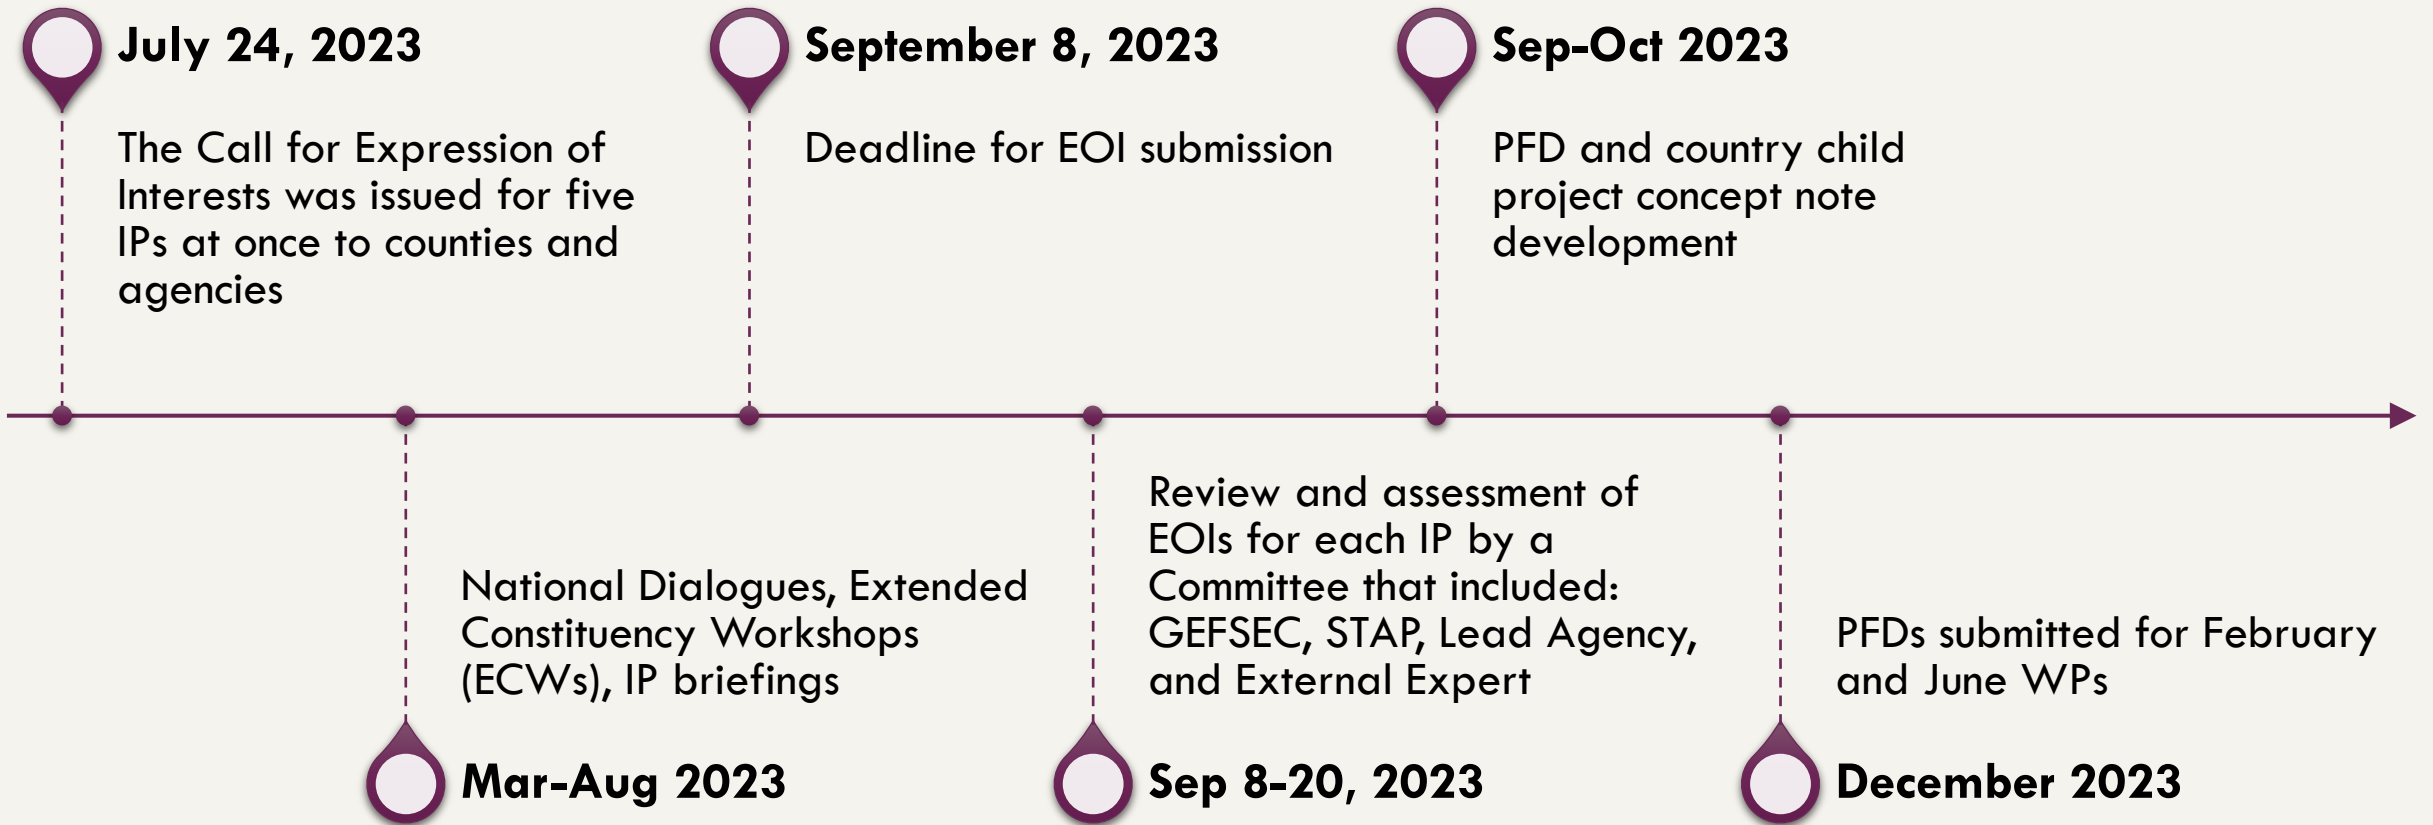 July 24, 2023
The Call for Expression of
Interests was issued for five
IPs at once to counties and
agencies
Mar-Aug 2023
National Dialogues, Extended
Constituency Workshops
(ECWs), IP briefings
September 8, 2023
Deadline for EOI submission
Sep 8-20, 2023
Review and assessment of
EOIs for each IP by a
Committee that included:
GEFSEC, STAP, Lead Agency,
and External Expert
Sep-Oct 2023
PFD and country child
project concept note
development
December 2023
PFDs submitted for February
and June WPs